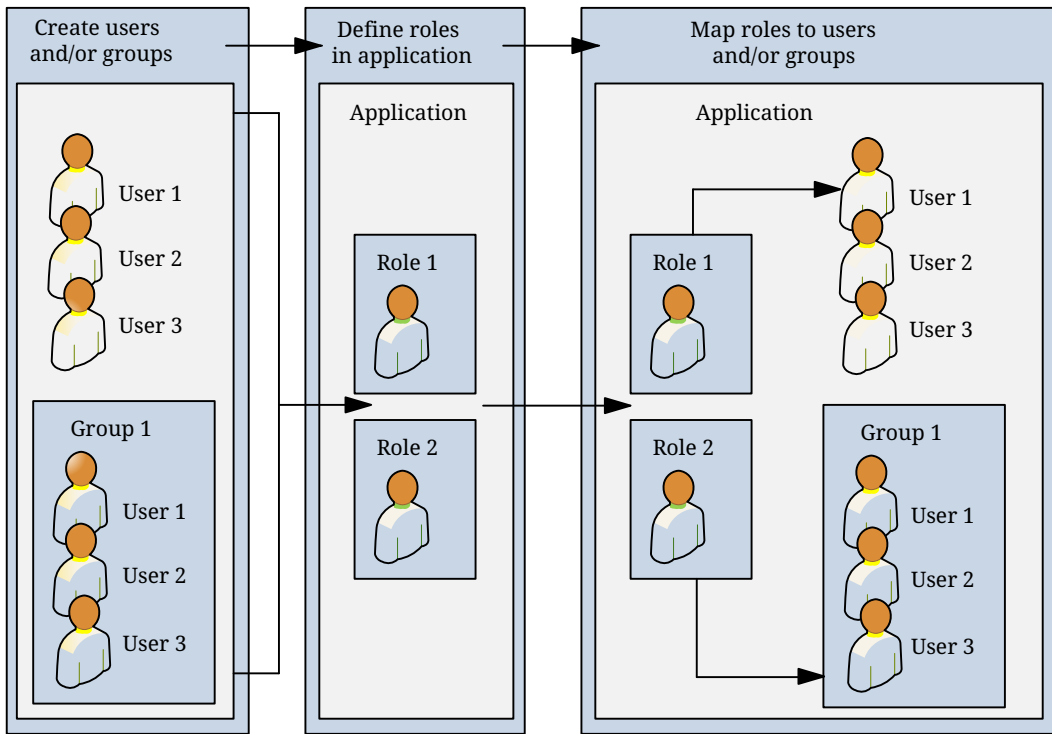 Create users
and/or groups
User 1
User 2
User 3
Group 1
User 1
User 2
User 3
Define roles
in application
Application
Role 1
Role 2
Map roles to users
and/or groups
Application
Role 1
Role 2
User 1
User 2
User 3
Group 1
User 1
User 2
User 3